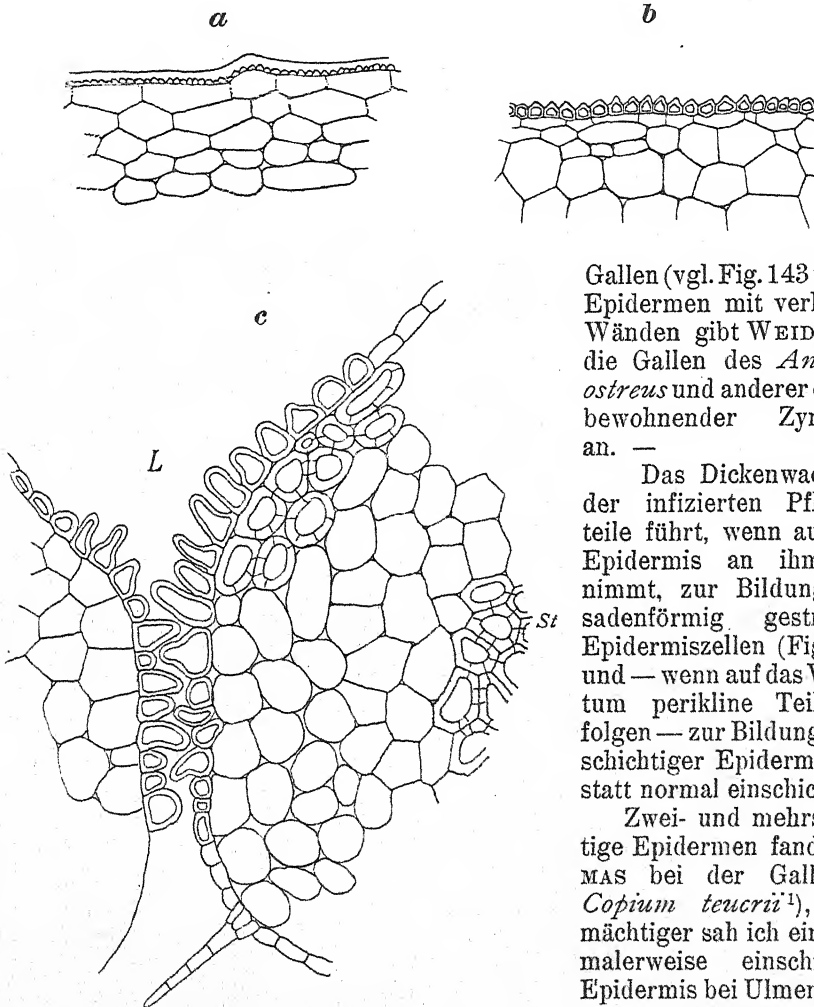 a
b
c
L
St
Gallen (vgl. Fig. 143
Epidermen mit verl
Wänden gibt WEID
die Gallen des An
ostreus und anderer
bewohnender Zyn
an. —
Das Dickenwac
der infizierten Pfl
teile führt, wenn au
Epidermis an ihm
nimmt, zur Bildun
sadenförmig gestr
Epidermiszellen (Fig
und — wenn auf das V
tum perikline Teil
folgen — zur Bildung
schichtiger Epiderm
statt normal einschic
Zwei- und mehrs
tige Epidermen fand
MAS bei der Gall
Copium teucrii¹),
mächtiger sah ich ein
malerweise einsch
Epidermis bei Ulmen